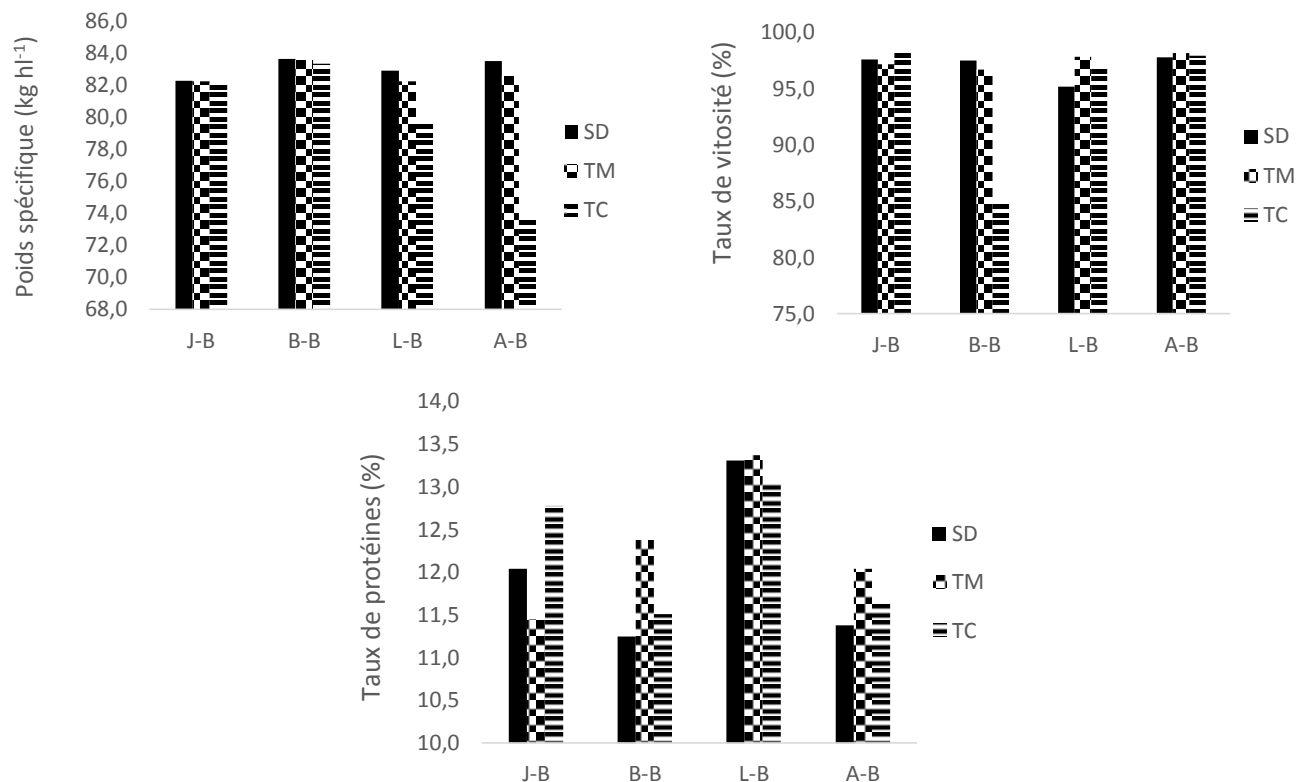 Poids spécifique (kg hl-1)
86,0
84,0
82,0
80,0
78,0
76,0
74,0
72,0
70,0
68,0
J-B
B-B
L-B
A-B
SD
TM
TC
Taux de vitosité (%)
100,0
95,0
90,0
85,0
80,0
75,0
J-B
B-B
L-B
A-B
SD
TM
TC
Taux de protéines (%)
14,0
13,5
13,0
12,5
12,0
11,5
11,0
10,5
10,0
J-B
B-B
L-B
A-B
SD
TM
TC